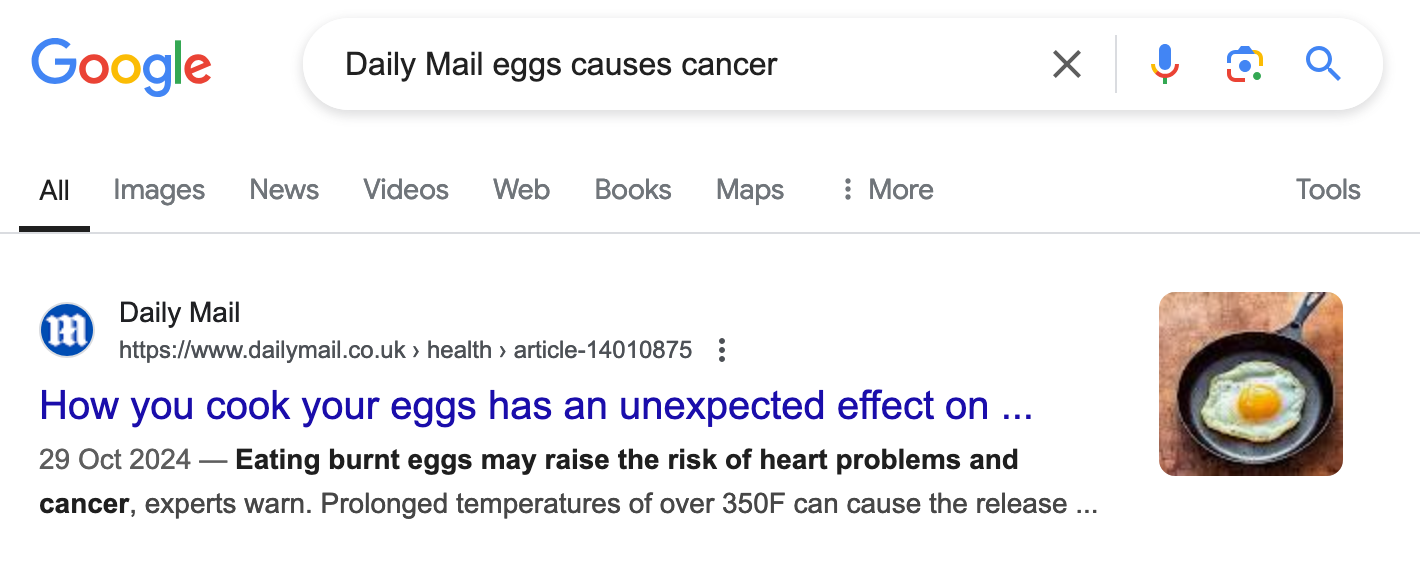 Google
Daily Mail eggs causes cancer
All Images News Videos Web Books Maps More Tools
Daily Mail
https://www.dailymail.co.uk › health › article-14010875
How you cook your eggs has an unexpected effect on ...
29 Oct 2024 — Eating burnt eggs may raise the risk of heart problems and
cancer, experts warn. Prolonged temperatures of over 350F can cause the release ...